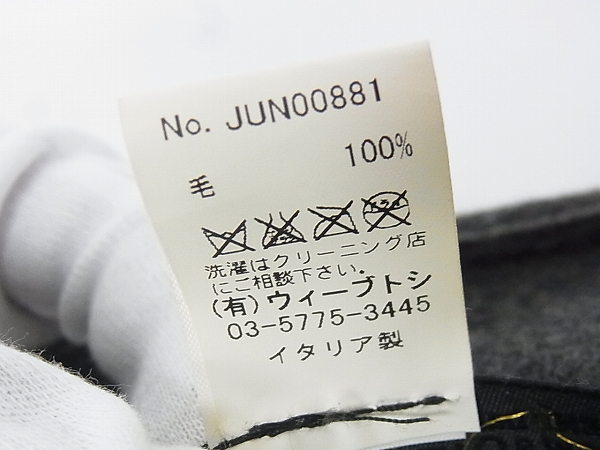 No. JUN00881
毛 100%
洗濯はクリーニング店
にご相談下さい.
(有)ウィーブトシ
03-5775-3445
イタリア製